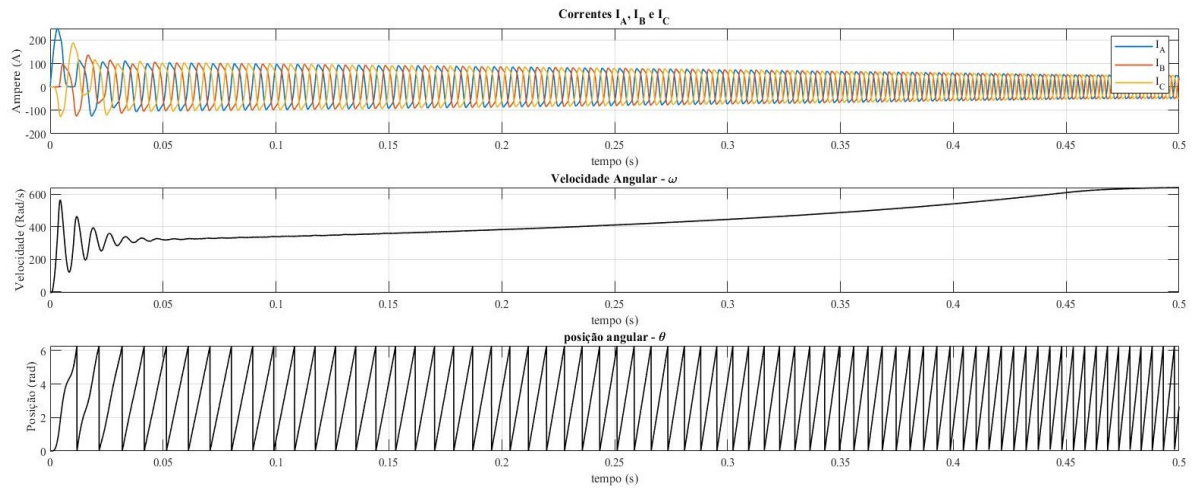 Correntes I_A, I_B e I_C
Ampere (A)
200
100
0
-100
-200
I_A
I_B
I_C
0 0.05 0.1 0.15 0.2 0.25 0.3 0.35 0.4 0.45 0.5
tempo (s)
Velocidade Angular - ω
Velocidade (Rad/s)
600
400
200
0
0 0.05 0.1 0.15 0.2 0.25 0.3 0.35 0.4 0.45 0.5
tempo (s)
posição angular - θ
Posição (rad)
6
4
2
0
0 0.05 0.1 0.15 0.2 0.25 0.3 0.35 0.4 0.45 0.5
tempo (s)